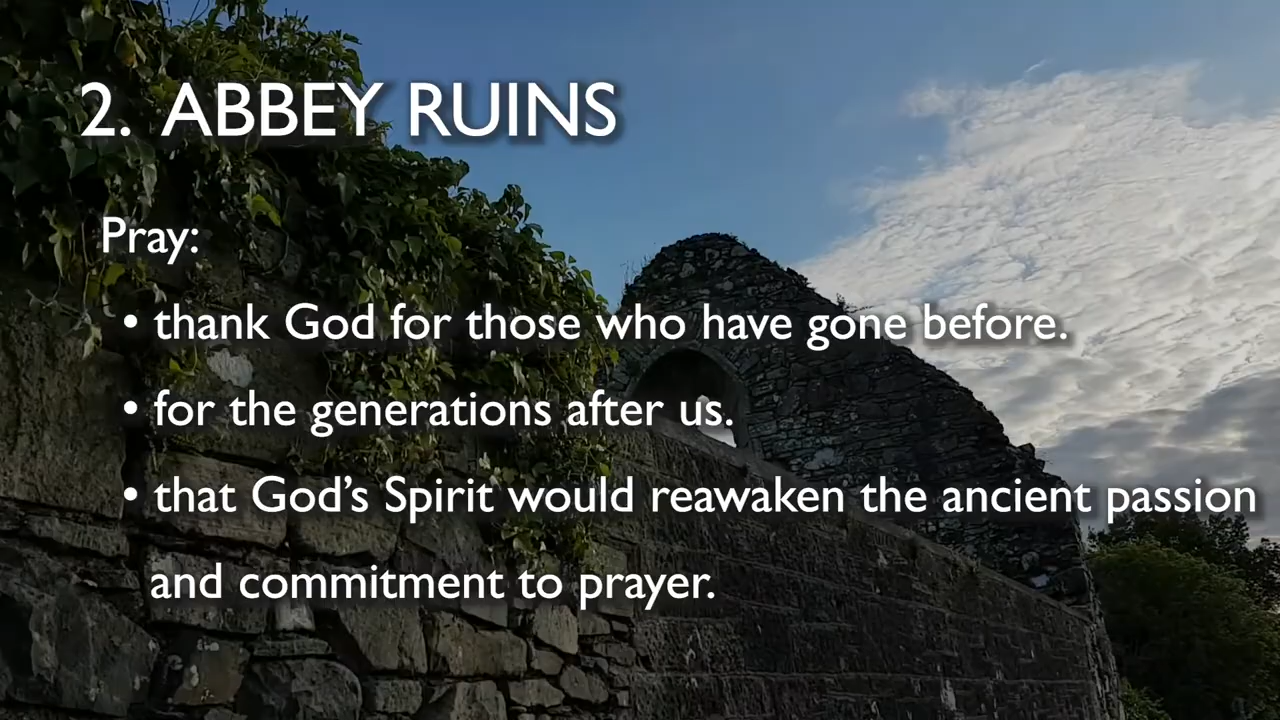 2. ABBEY RUINS
Pray:
• thank God for those who have gone before.
• for the generations after us.
• that God’s Spirit would reawaken the ancient passion
and commitment to prayer.